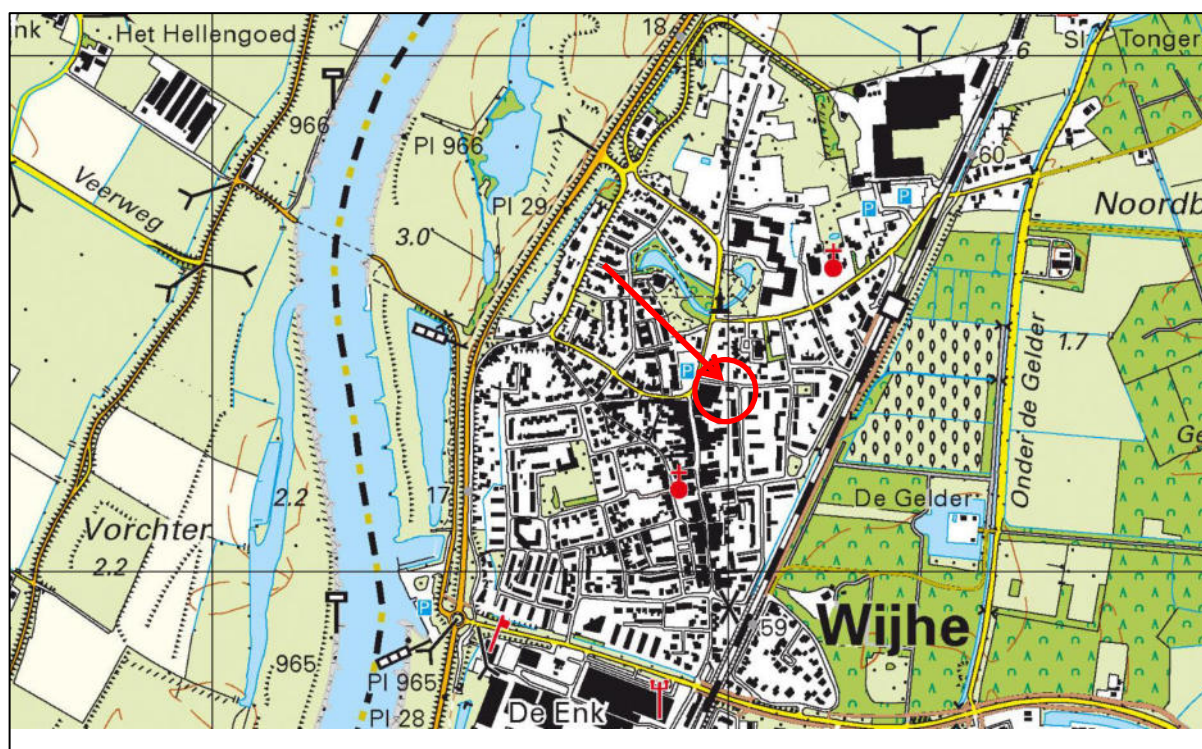 nk
Het Hellengoed
18
2.6
Sl
Tonger
966
Pl 966
60
Veerweg
P
P
Pl 29
Noordb
3.0
1.7
P
Onder de Gelder
Ge
17
2.2
De Gelder
Vorchter
2.2
P
Wijhe
59
965
Pl 965
De Enk
Pl 28